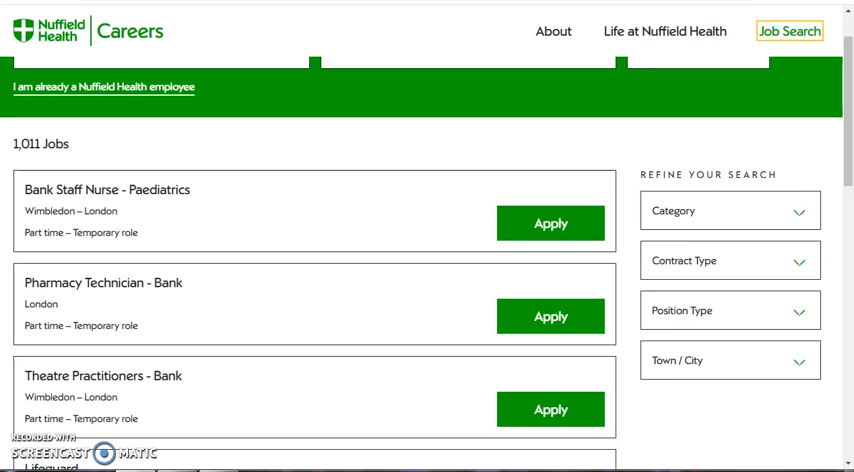 Nuffield
Health
Careers
About
Life at Nuffield Health
Job Search
I am already a Nuffield Health employee
1,011 Jobs
Bank Staff Nurse - Paediatrics
Wimbledon – London
Part time – Temporary role
Apply
Pharmacy Technician - Bank
London
Part time – Temporary role
Apply
Theatre Practitioners - Bank
Wimbledon – London
Part time – Temporary role
Apply
Lifeguard
REFINE YOUR SEARCH
Category
Contract Type
Position Type
Town / City
RECORDED WITH
SCREENCAST MATIC